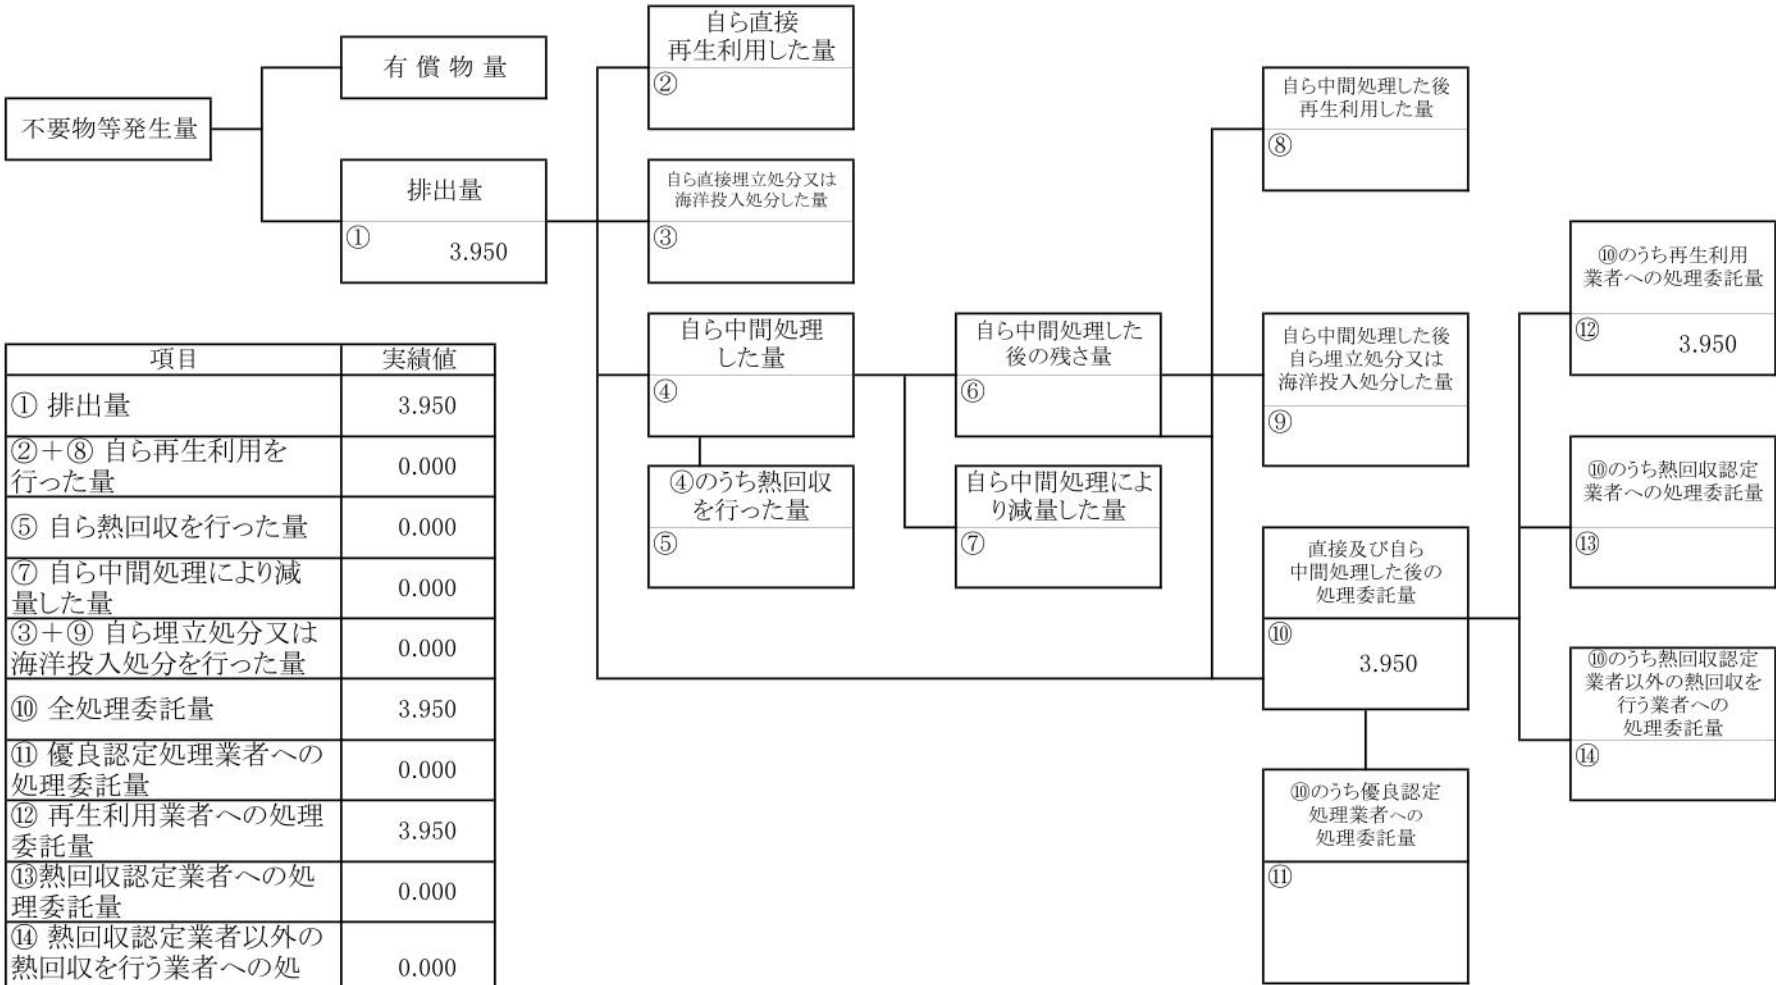 不要物等発生量
有 償 物 量
排出量
①
3.950
自ら直接
再生利用した量
②
自ら直接埋立処分又は
海洋投入処分した量
③
自ら中間処理
した量
④
④のうち熱回収
を行った量
⑤
自ら中間処理した
後の残さ量
⑥
自ら中間処理によ
り減量した量
⑦
自ら中間処理した後
再生利用した量
⑧
自ら中間処理した後
自ら埋立処分又は
海洋投入処分した量
⑨
直接及び自ら
中間処理した後の
処理委託量
⑩
3.950
⑩のうち優良認定
処理業者への
処理委託量
⑪
⑩のうち再生利用
業者への処理委託量
⑫
3.950
⑩のうち熱回収認定
業者への処理委託量
⑬
⑩のうち熱回収認定
業者以外の熱回収を
行う業者への
処理委託量
⑭
項目 実績値
① 排出量 3.950
②＋⑧ 自ら再生利用を
行った量 0.000
⑤ 自ら熱回収を行った量 0.000
⑦ 自ら中間処理により減
量した量 0.000
③＋⑨ 自ら埋立処分又は
海洋投入処分を行った量 0.000
⑩ 全処理委託量 3.950
⑪ 優良認定処理業者への
処理委託量 0.000
⑫ 再生利用業者への処理
委託量 3.950
⑬熱回収認定業者への処
理委託量 0.000
⑭ 熱回収認定業者以外の
熱回収を行う業者への処 0.000